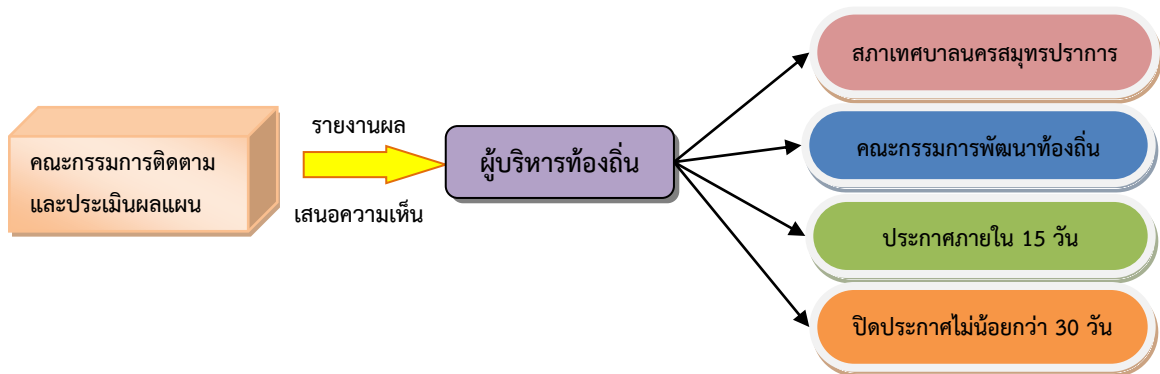 คณะกรรมการติดตาม
และประเมินผลแผน
รายงานผล
เสนอความเห็น
ผู้บริหารท้องถิ่น
สภาเทศบาลนครสมุทรปราการ
คณะกรรมการพัฒนาท้องถิ่น
ประกาศภายใน 15 วัน
ปิดประกาศไม่น้อยกว่า 30 วัน